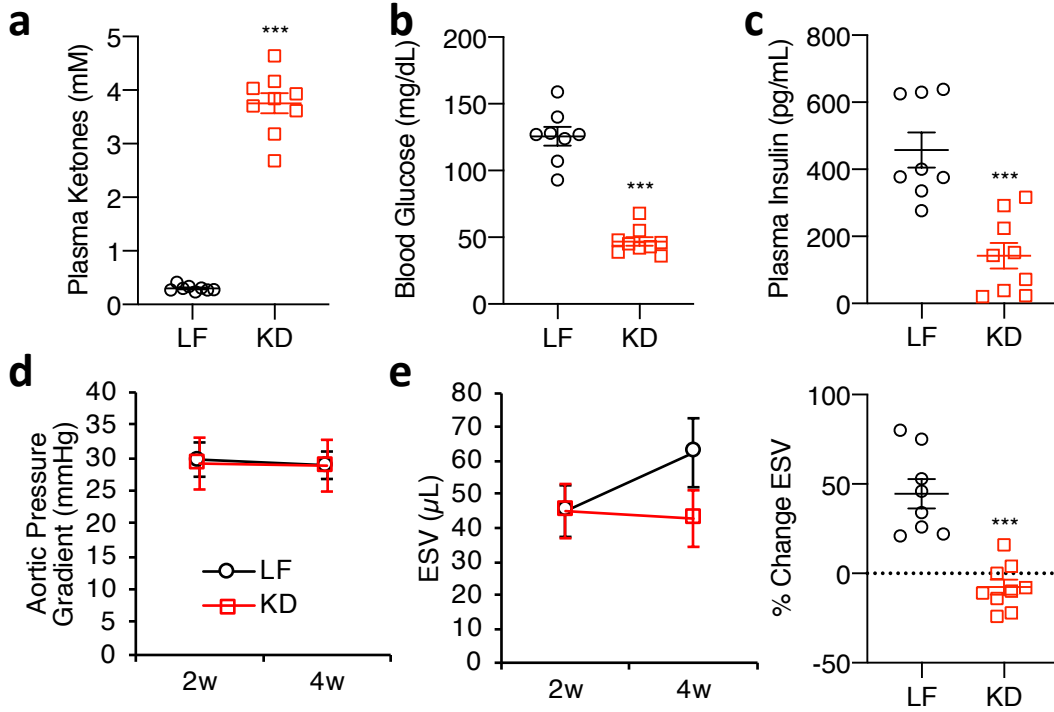 a
Plasma Ketones (mM)
5
4
3
2
1
0
***
LF KD
b
Blood Glucose (mg/dL)
200
150
100
50
0
***
LF KD
c
Plasma Insulin (pg/mL)
800
600
400
200
0
***
LF KD
d
Aortic Pressure
Gradient (mmHg)
40
35
30
25
20
15
10
5
0
LF
KD
2w 4w
e
ESV (µL)
80
70
60
50
40
30
20
10
0
2w 4w
% Change ESV
100
50
0
-50
***
LF KD